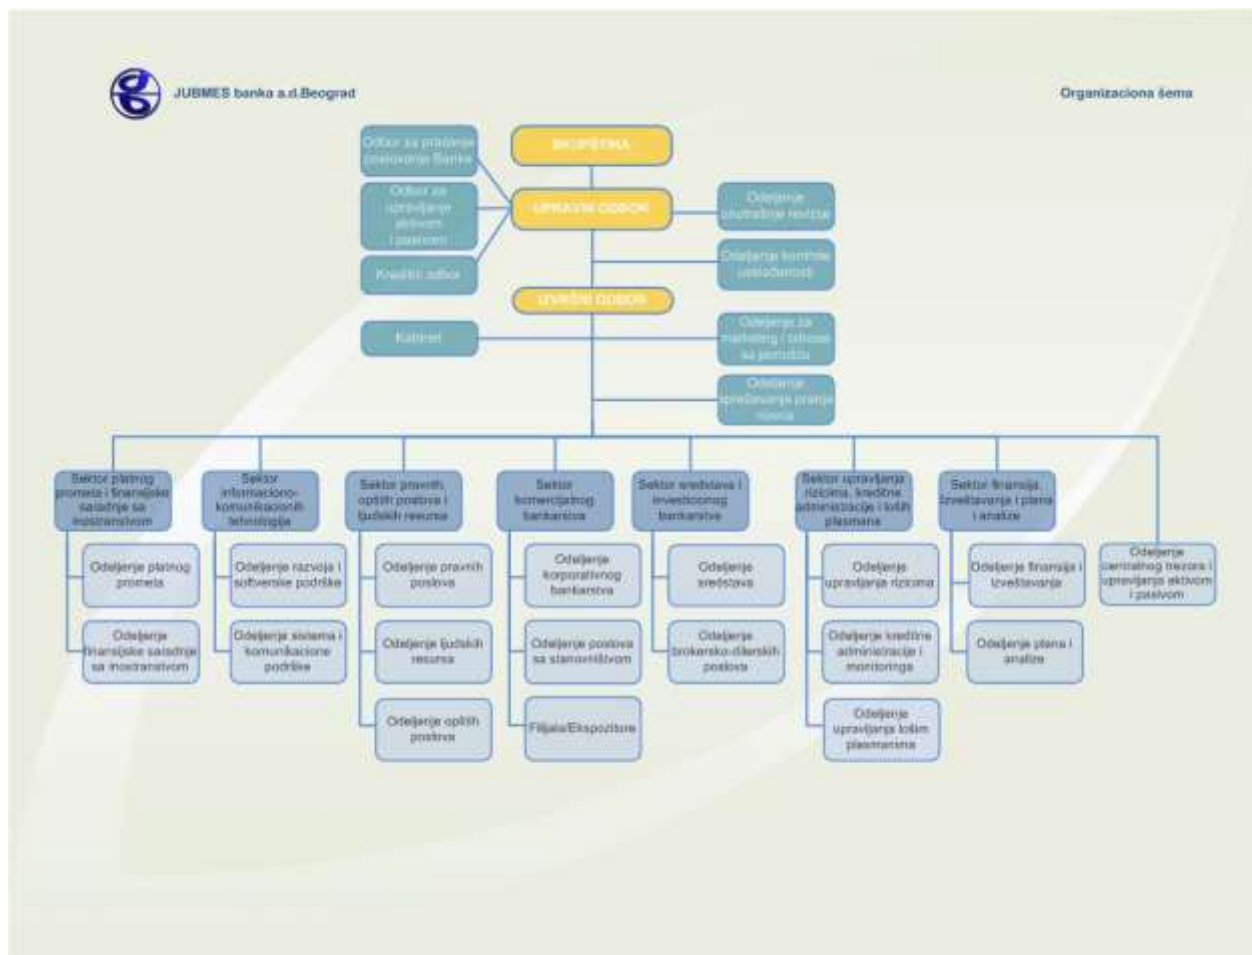 JUBMES banka a.d.Beograd
Organizaciona šema
Odbor za praćenje
poslovanja Banke
SKUPŠTINA
Odbor za
upravljanje
aktivom
i pasivom
UPRAVNI ODBOR
Odeljenje
unutrašnje revizije
Kreditni odbor
Odeljenje kontrole
usklađenosti
IZVRŠNI ODBOR
Kabinet
Odeljenje za
marketing i odnose
sa javnošću
Odeljenje
sprečavanja pranja
novca
Sektor platnog
prometa i finansijske
saradnje sa
inostranstvom
Sektor
informaciono-
komunikacionih
tehnologija
Sektor pravnih,
opštih poslova i
ljudskih resursa
Sektor
komercijalnog
bankarstva
Sektor sredstava i
investicionog
bankarstva
Sektor upravljanja
rizicima, kreditne
administracije i loših
plasmana
Sektor finansija,
izveštavanja i plana
i analize
Odeljenje platnog
prometa
Odeljenje razvoja i
softverske podrške
Odeljenje pravnih
poslova
Odeljenje
korporativnog
bankarstva
Odeljenje
sredstava
Odeljenje
upravljanja rizicima
Odeljenje finansija i
izveštavanja
Odeljenje
centralnog trezora i
upravljanja aktivom
i pasivom
Odeljenje
finansijske saradnje
sa inostranstvom
Odeljenje sistema i
komunikacione
podrške
Odeljenje ljudskih
resursa
Odeljenje poslova
sa stanovništvom
Odeljenje
brokersko-dilerskih
poslova
Odeljenje kreditne
administracije i
monitoringa
Odeljenje plana i
analize
Odeljenje opštih
poslova
Filijala/Ekspoziture
Odeljenje
upravljanja lošim
plasmanima